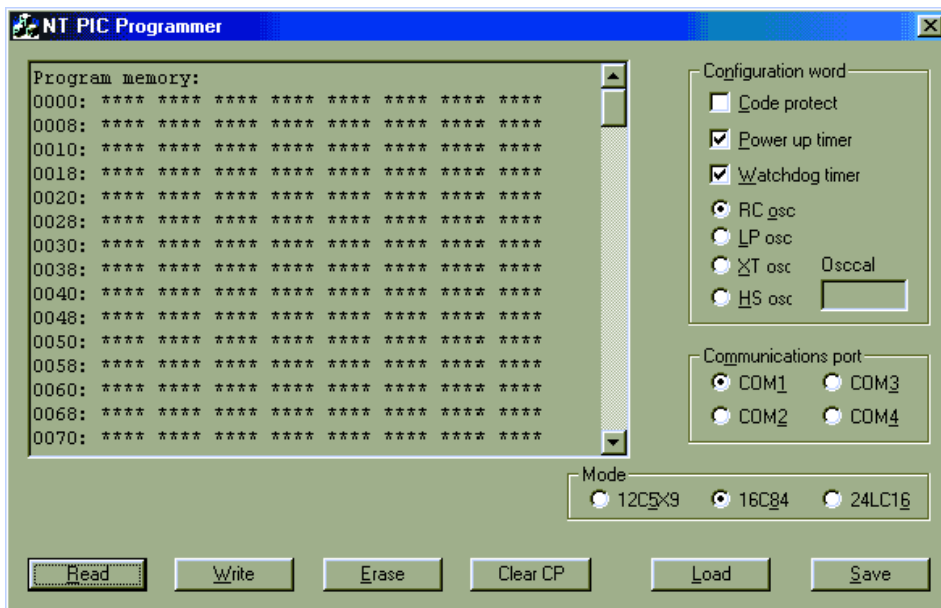 NT PIC Programmer
Program memory:
0000: **** **** **** **** **** **** **** ****
0008: **** **** **** **** **** **** **** ****
0010: **** **** **** **** **** **** **** ****
0018: **** **** **** **** **** **** **** ****
0020: **** **** **** **** **** **** **** ****
0028: **** **** **** **** **** **** **** ****
0030: **** **** **** **** **** **** **** ****
0038: **** **** **** **** **** **** **** ****
0040: **** **** **** **** **** **** **** ****
0048: **** **** **** **** **** **** **** ****
0050: **** **** **** **** **** **** **** ****
0058: **** **** **** **** **** **** **** ****
0060: **** **** **** **** **** **** **** ****
0068: **** **** **** **** **** **** **** ****
0070: **** **** **** **** **** **** **** ****
Configuration word
Code protect
Power up timer
Watchdog timer
RC osc
LP osc
XT osc Osccal
HS osc
Communications port
COM1 COM3
COM2 COM4
Mode
12C5X9 16C84 24LC16
Read Write Erase Clear CP Load Save